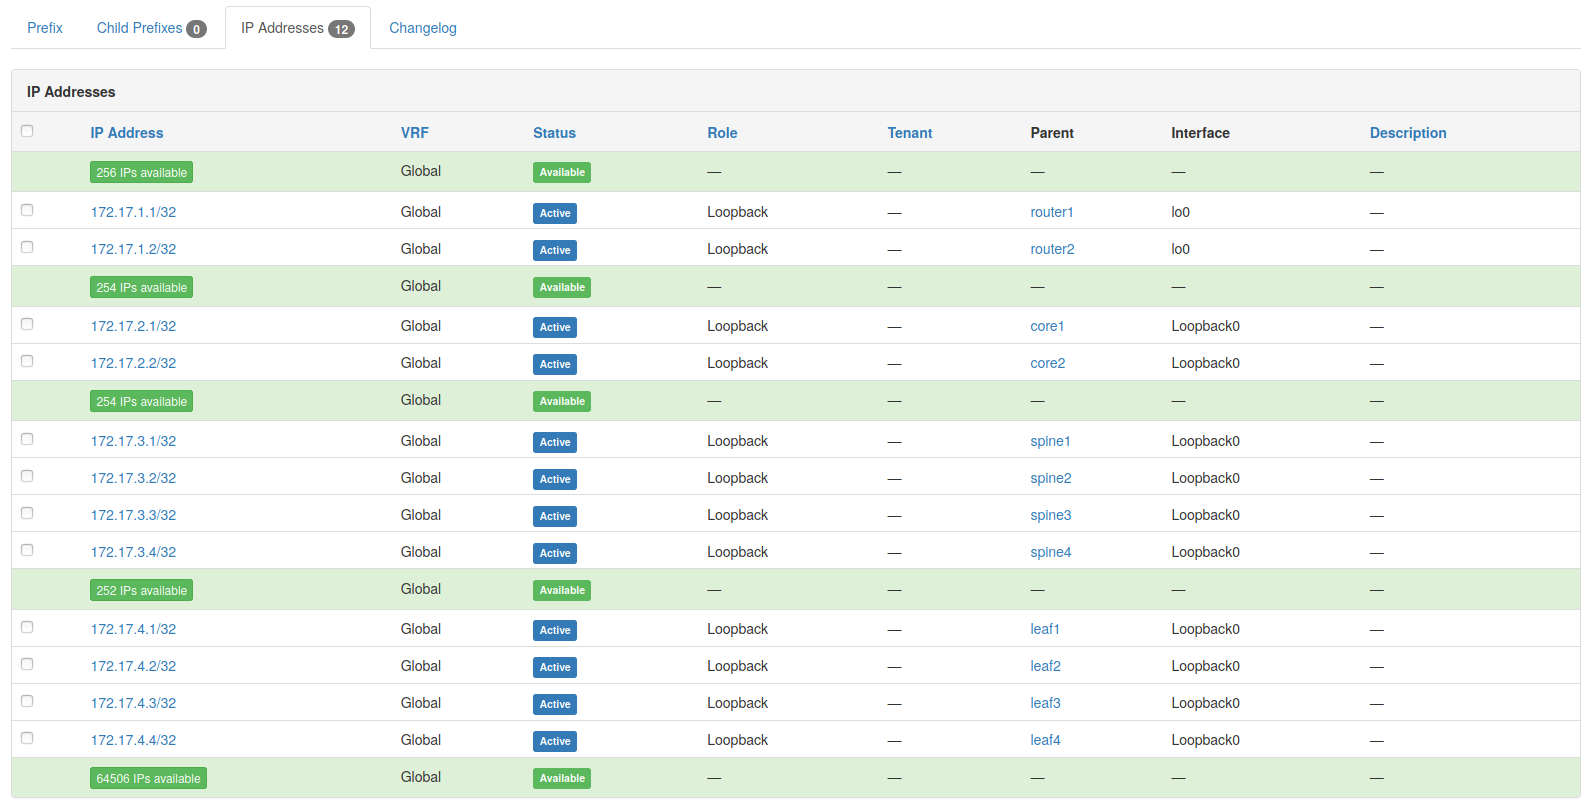 Prefix Child Prefixes 0 IP Addresses 12 Changelog
IP Addresses
IP Address VRF Status Role Tenant Parent Interface Description
256 IPs available Global Available — — — — —
172.17.1.1/32 Global Active Loopback — router1 lo0 —
172.17.1.2/32 Global Active Loopback — router2 lo0 —
254 IPs available Global Available — — — — —
172.17.2.1/32 Global Active Loopback — core1 Loopback0 —
172.17.2.2/32 Global Active Loopback — core2 Loopback0 —
254 IPs available Global Available — — — — —
172.17.3.1/32 Global Active Loopback — spine1 Loopback0 —
172.17.3.2/32 Global Active Loopback — spine2 Loopback0 —
172.17.3.3/32 Global Active Loopback — spine3 Loopback0 —
172.17.3.4/32 Global Active Loopback — spine4 Loopback0 —
252 IPs available Global Available — — — — —
172.17.4.1/32 Global Active Loopback — leaf1 Loopback0 —
172.17.4.2/32 Global Active Loopback — leaf2 Loopback0 —
172.17.4.3/32 Global Active Loopback — leaf3 Loopback0 —
172.17.4.4/32 Global Active Loopback — leaf4 Loopback0 —
64506 IPs available Global Available — — — — —